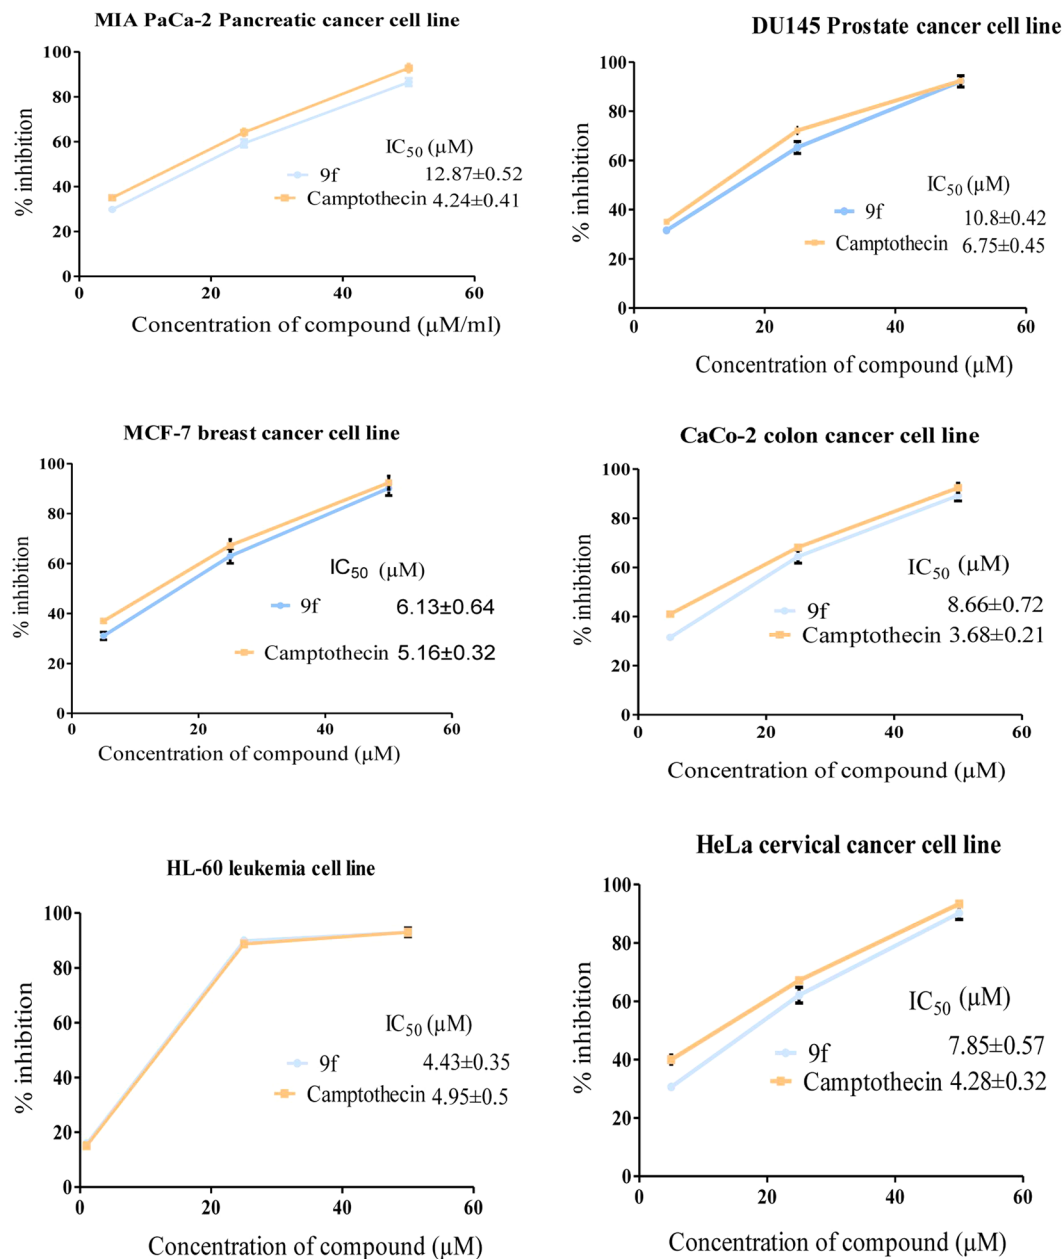 MIA PaCa-2 Pancreatic cancer cell line
% inhibition
100
80
60
40
20
0
0 20 40 60
Concentration of compound (µM/ml)
IC50 (µM)
9f 12.87±0.52
Camptothecin 4.24±0.41
DU145 Prostate cancer cell line
% inhibition
100
80
60
40
20
0
0 20 40 60
Concentration of compound (µM)
IC50 (µM)
9f 10.8±0.42
Camptothecin 6.75±0.45
MCF-7 breast cancer cell line
% inhibition
100
80
60
40
20
0
0 20 40 60
Concentration of compound (µM)
IC50 (µM)
9f 6.13±0.64
Camptothecin 5.16±0.32
CaCo-2 colon cancer cell line
% inhibition
100
80
60
40
20
0
0 20 40 60
Concentration of compound (µM)
IC50 (µM)
9f 8.66±0.72
Camptothecin 3.68±0.21
HL-60 leukemia cell line
% inhibition
100
80
60
40
20
0
0 20 40 60
Concentration of compound (µM)
IC50 (µM)
9f 4.43±0.35
Camptothecin 4.95±0.5
HeLa cervical cancer cell line
% inhibition
100
80
60
40
20
0
0 20 40 60
Concentration of compound (µM)
IC50 (µM)
9f 7.85±0.57
Camptothecin 4.28±0.32